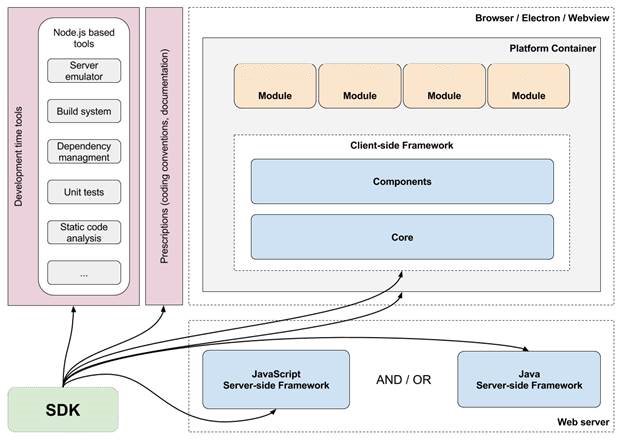 Development time tools
Node.js based
tools
Server
emulator
Build system
Dependency
managment
Unit tests
Static code
analysis
...
Prescriptions (coding conventions, documentation)
Browser / Electron / Webview
Platform Container
Module
Module
Module
Module
Client-side Framework
Components
Core
SDK
JavaScript
Server-side Framework
AND / OR
Java
Server-side Framework
Web server